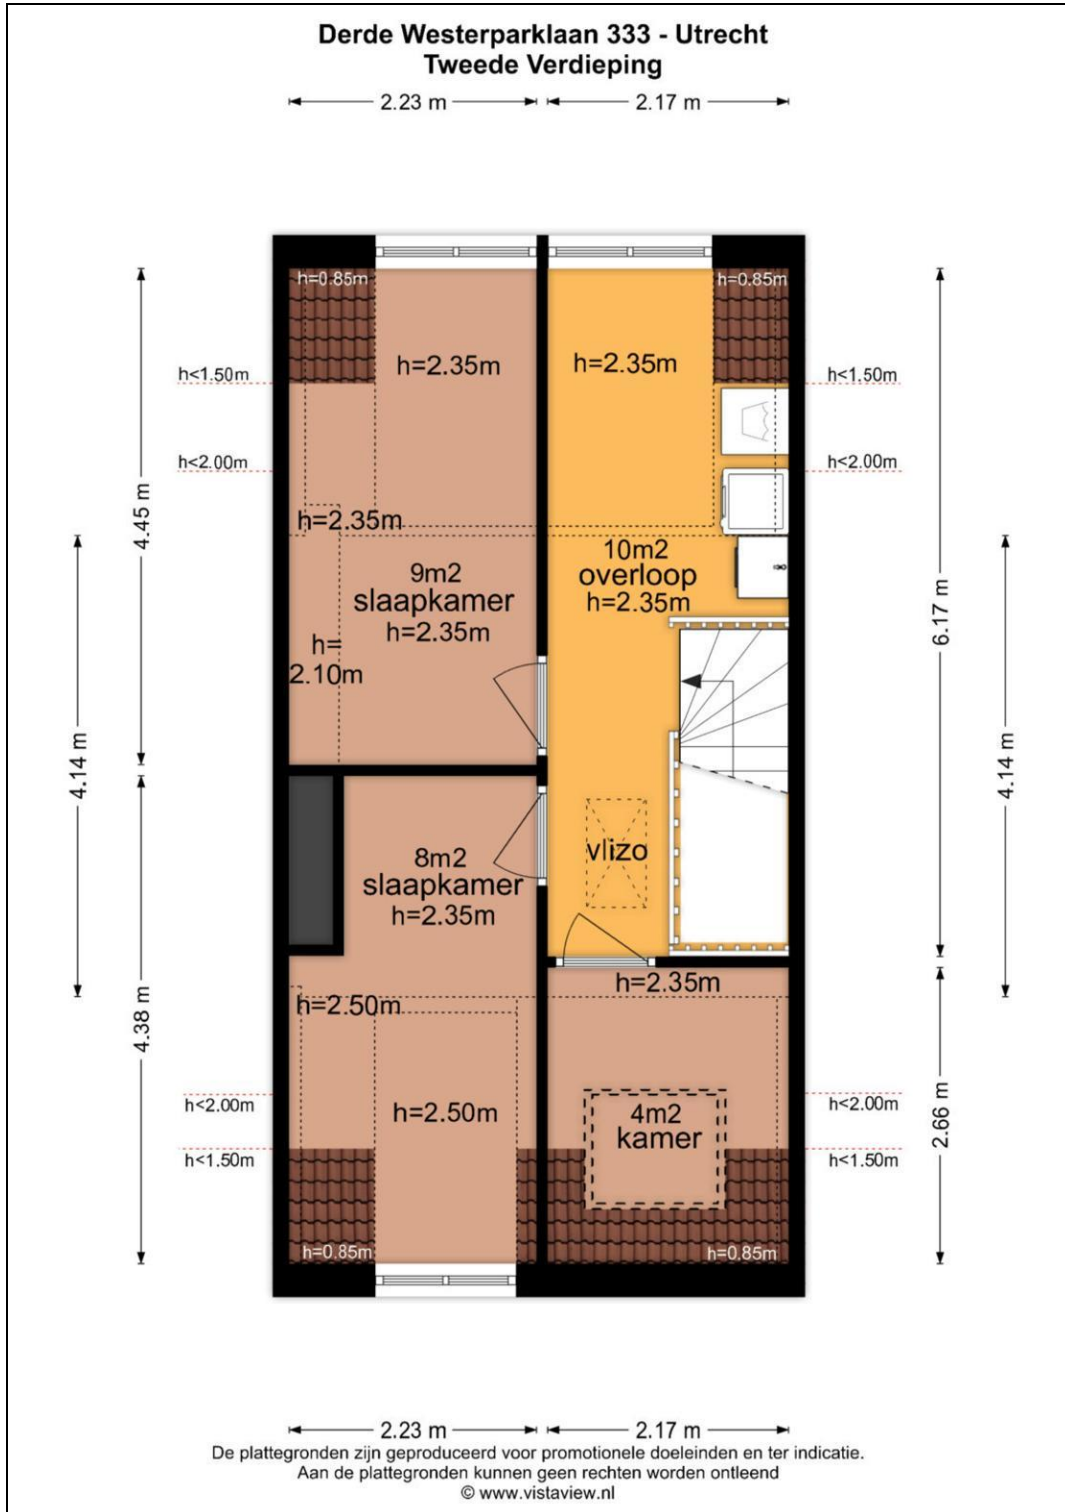 Derde Westerparklaan 333 - Utrecht
Tweede Verdieping
2.23 m
2.17 m
h=0.85m
h=0.85m
h=2.35m
h=2.35m
h<1.50m
h<1.50m
h<2.00m
h<2.00m
4.45 m
h=2.35m
9m2
slaapkamer
h=2.35m
10m2
overloop
h=2.35m
6.17 m
h=
2.10m
4.14 m
4.14 m
8m2
slaapkamer
h=2.35m
vlizo
h=2.35m
h=2.50m
4.38 m
h<2.00m
h<2.00m
h=2.50m
4m2
kamer
2.66 m
h<1.50m
h<1.50m
h=0.85m
h=0.85m
2.23 m
2.17 m
De plattegronden zijn geproduceerd voor promotionele doeleinden en ter indicatie.
Aan de plattegronden kunnen geen rechten worden ontleend
© www.vistaview.nl